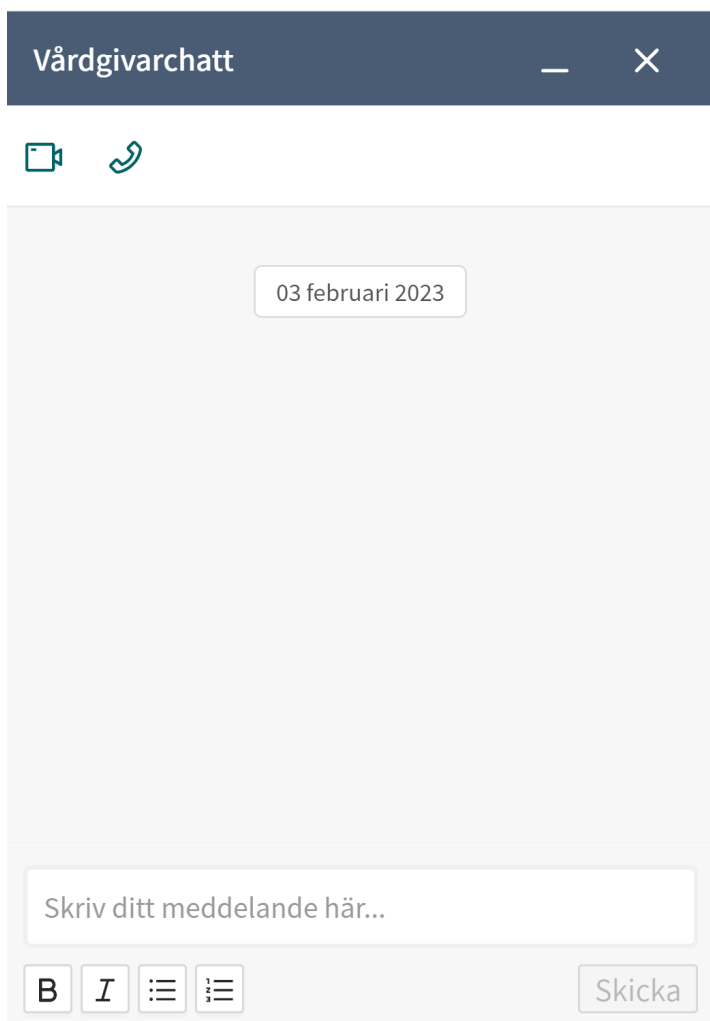 Vårdgivarchatt
03 februari 2023
Skriv ditt meddelande här...
B I
Skicka